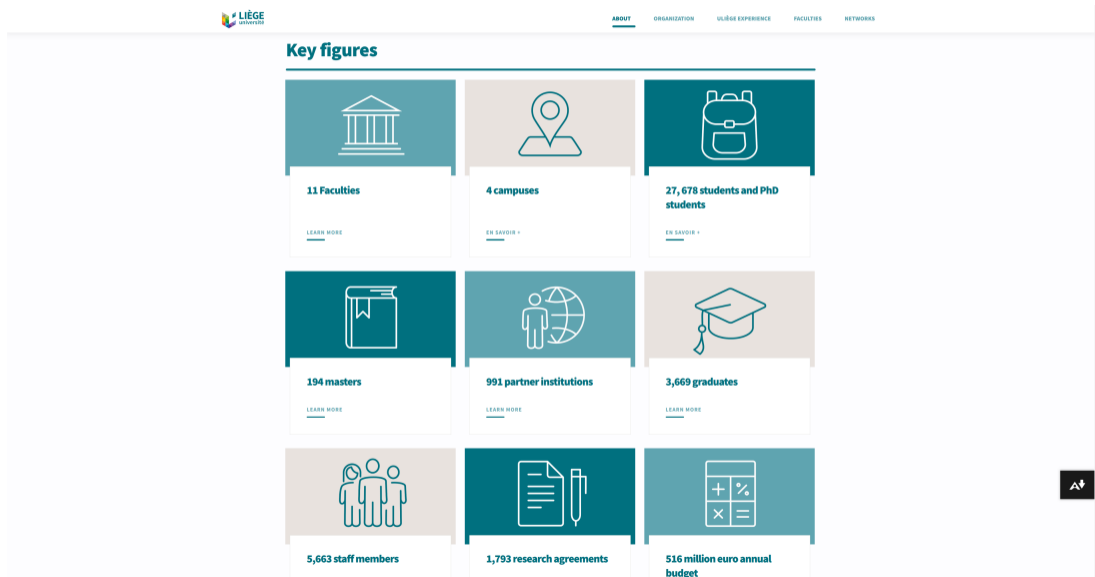 LIÈGE
université
ABOUT ORGANIZATION ULIÈGE EXPERIENCE FACULTIES NETWORKS
Key figures
11 Faculties
LEARN MORE
4 campuses
EN SAVOIR +
27, 678 students and PhD
students
EN SAVOIR +
194 masters
LEARN MORE
991 partner institutions
LEARN MORE
3,669 graduates
LEARN MORE
5,663 staff members
1,793 research agreements
516 million euro annual
budget